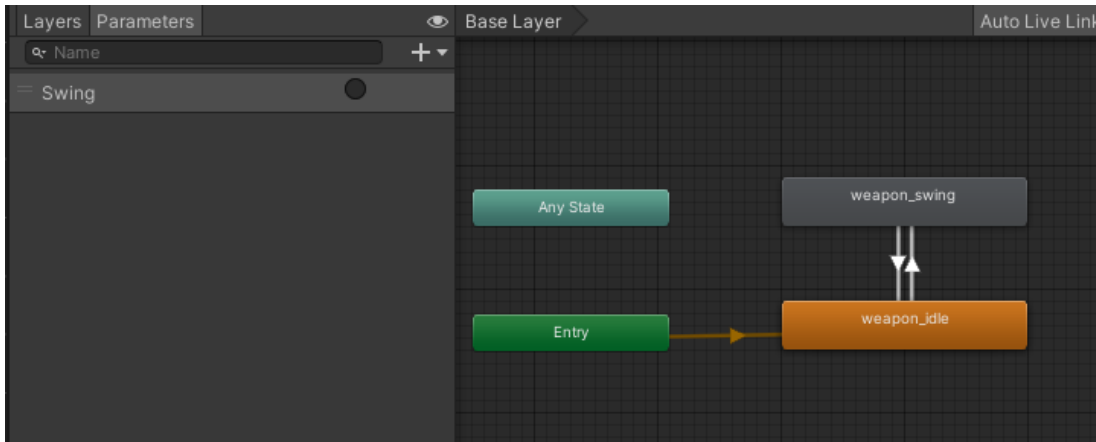 Layers Parameters
Name
Swing
Base Layer
Auto Live Link
Any State
weapon_swing
Entry
weapon_idle